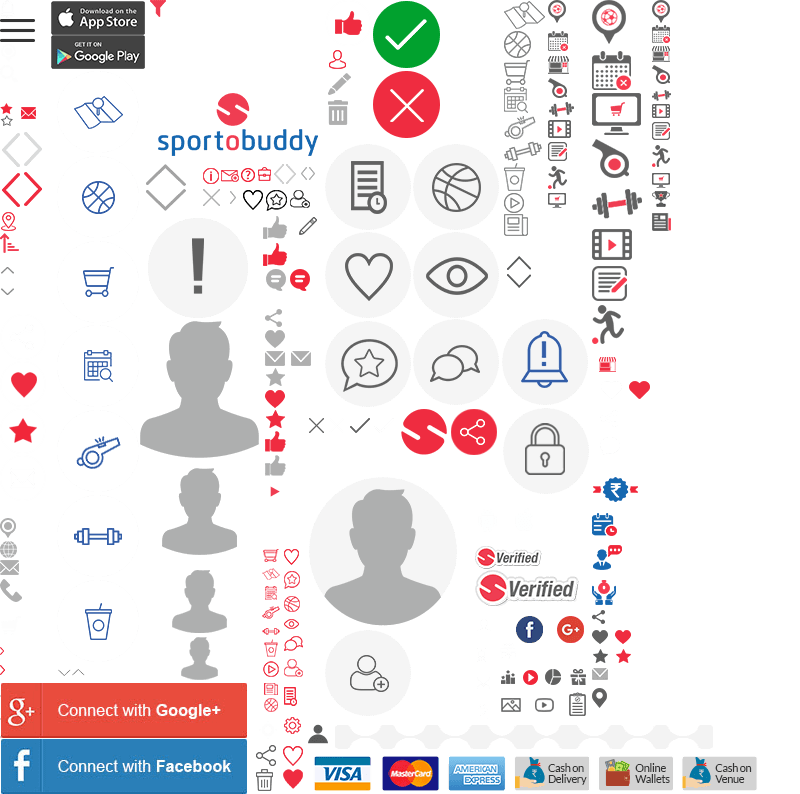 Download on the
App Store
GET IT ON
Google Play
sportobuddy
Verified
Verified
f
G+
g+
Connect with Google+
f
Connect with Facebook
VISA
MasterCard
AMERICAN
EXPRESS
Cash on
Delivery
Online
Wallets
Cash on
Venue